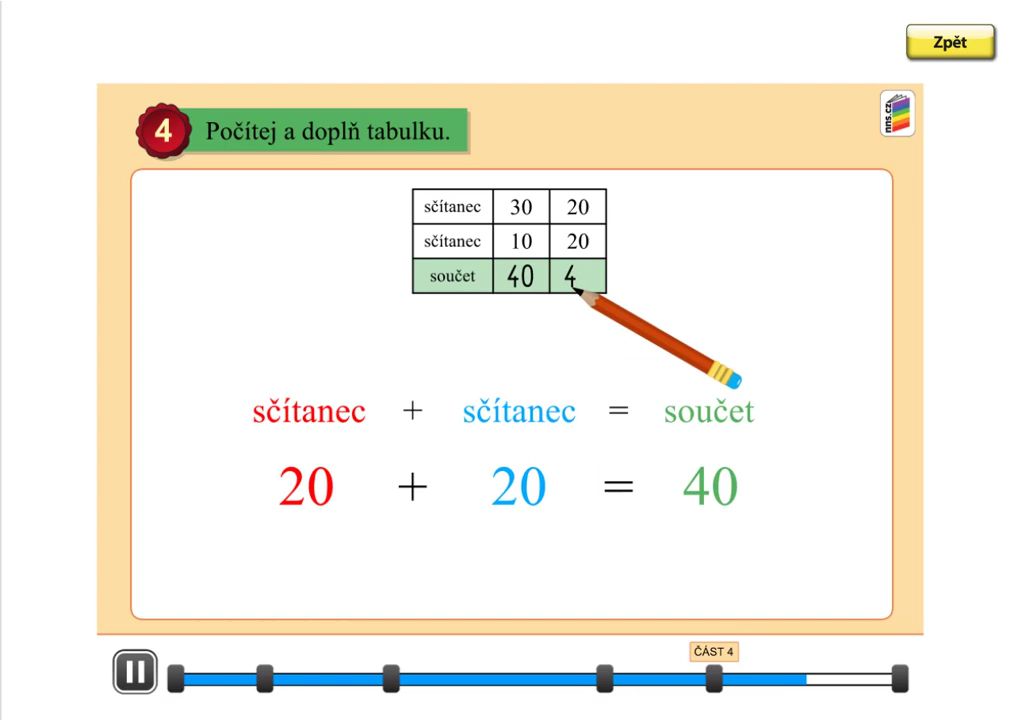 Zpět
4 Počítej a doplň tabulku.
nns.cz
sčítanec 30 20
sčítanec 10 20
součet 40 4
sčítanec + sčítanec = součet
20 + 20 = 40
ČÁST 4